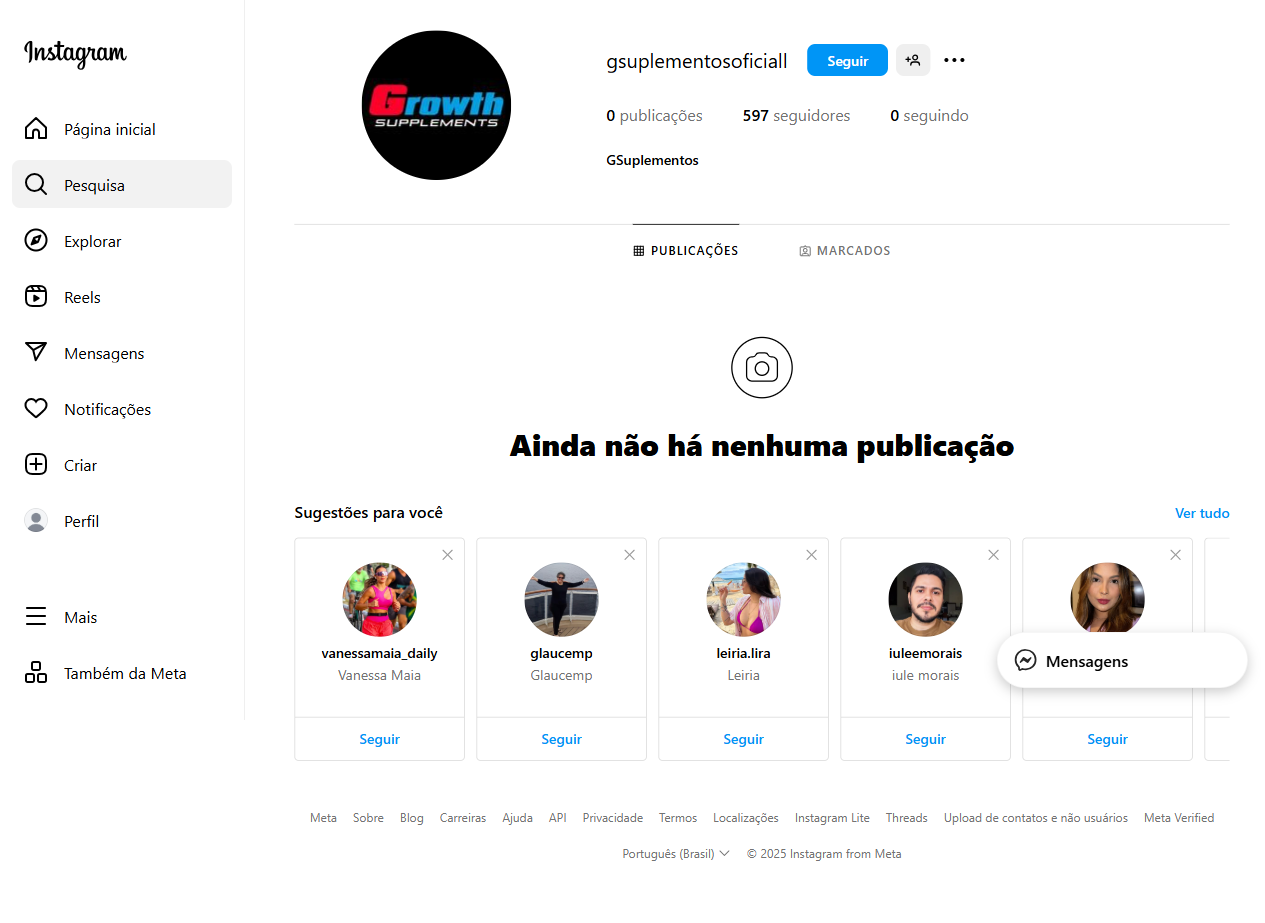 Instagram
Página inicial
Pesquisa
Explorar
Reels
Mensagens
Notificações
Criar
Perfil
Mais
Também da Meta
Growth
SUPPLEMENTS
gsuplementosoficiall Seguir
0 publicações 597 seguidores 0 seguindo
GSuplementos
PUBLICAÇÕES MARCADOS
Ainda não há nenhuma publicação
Sugestões para você Ver tudo
vanessamaia_daily
Vanessa Maia
Seguir
glaucemp
Glaucemp
Seguir
leiria.lira
Leiria
Seguir
iuleemorais
iule morais
Seguir
Seguir
Mensagens
Meta Sobre Blog Carreiras Ajuda API Privacidade Termos Localizações Instagram Lite Threads Upload de contatos e não usuários Meta Verified
Português (Brasil) © 2025 Instagram from Meta